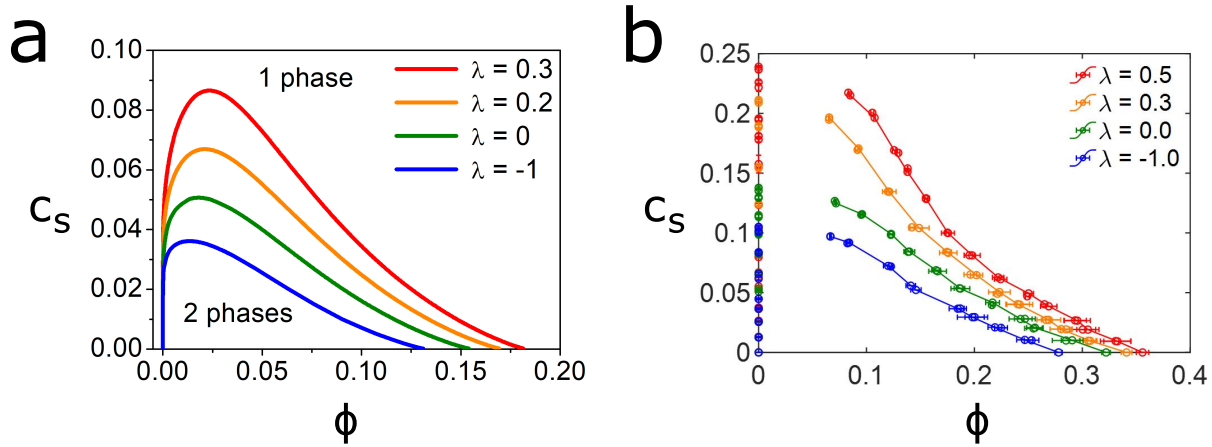 a
0.10
0.08
0.06
0.04
0.02
0.00
c_s
1 phase
2 phases
λ = 0.3
λ = 0.2
λ = 0
λ = -1
0.00 0.05 0.10 0.15 0.20
ϕ
b
0.25
0.2
0.15
0.1
0.05
0
c_s
λ = 0.5
λ = 0.3
λ = 0.0
λ = -1.0
0 0.1 0.2 0.3 0.4
ϕ